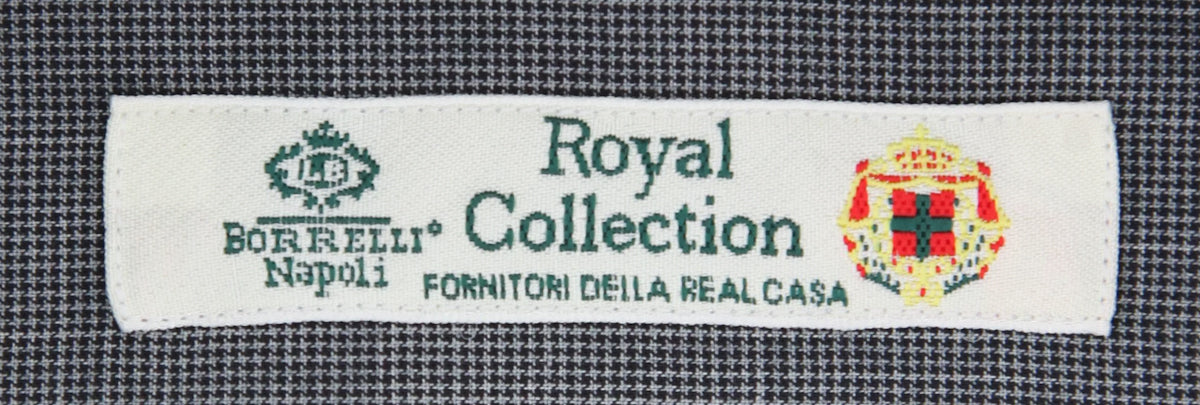 LB
BORRELLI
Napoli
Royal
Collection
FORNITORI DELLA REAL CASA